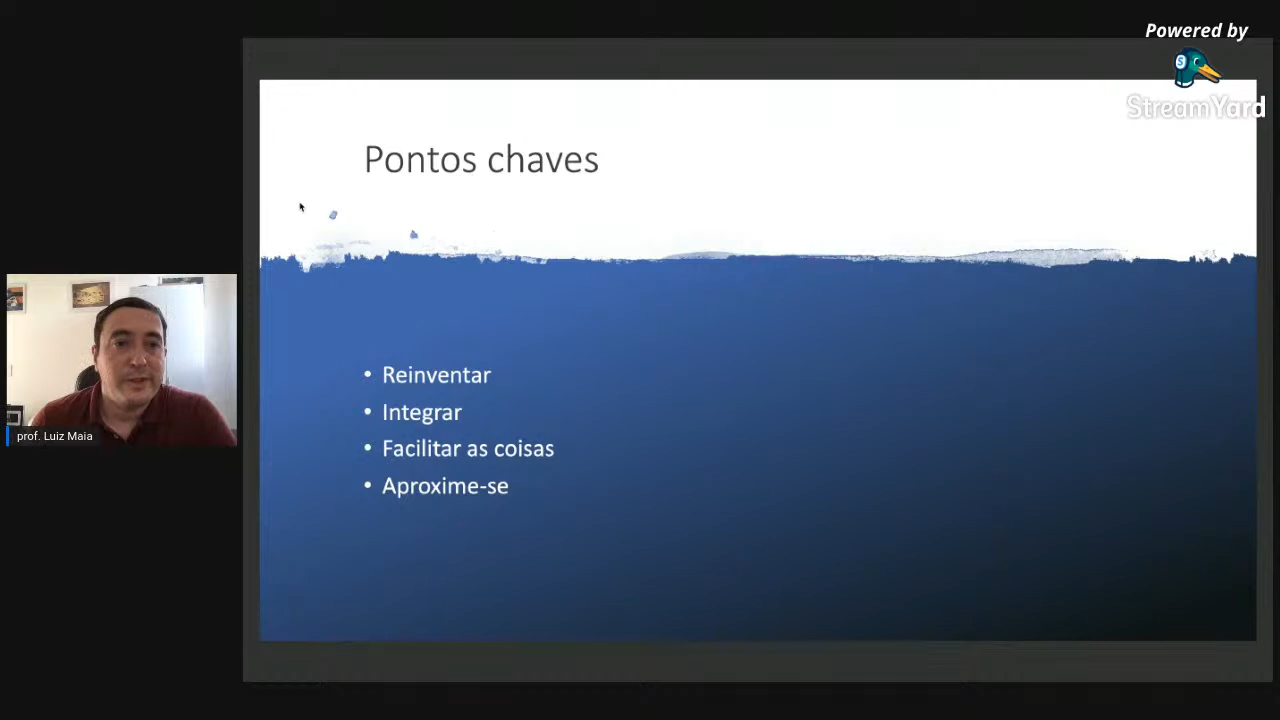 Powered by
StreamYard
Pontos chaves
• Reinventar
• Integrar
• Facilitar as coisas
• Aproxime-se
prof. Luiz Maia